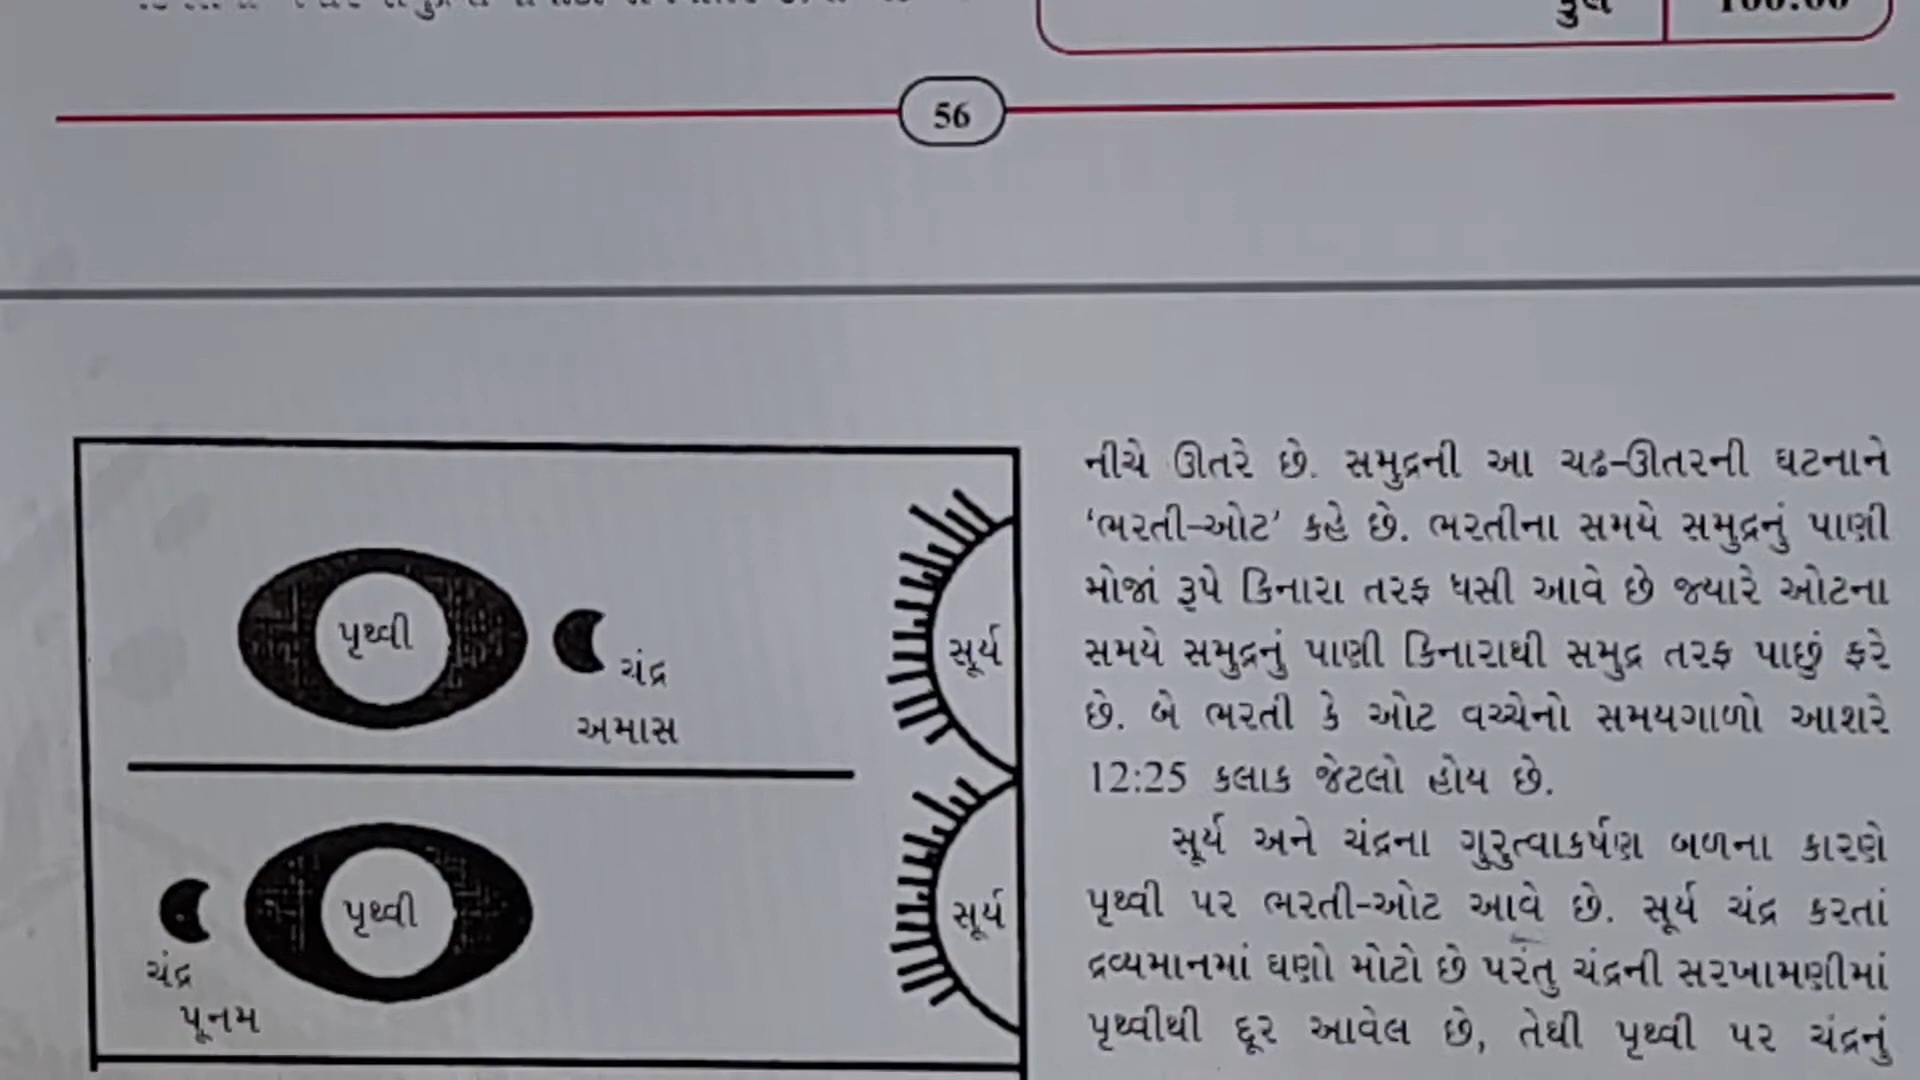 કુલ 100.00
56
પૃથ્વી
ચંદ્ર
અમાસ
સૂર્ય
પૃથ્વી
ચંદ્ર
પૂનમ
સૂર્ય
નીચે ઊતરે છે. સમુદ્રની આ ચઢ-ઊતરની ઘટનાને
‘ભરતી-ઓટ’ કહે છે. ભરતીના સમયે સમુદ્રનું પાણી
મોજાં રૂપે કિનારા તરફ ધસી આવે છે જ્યારે ઓટના
સમયે સમુદ્રનું પાણી કિનારાથી સમુદ્ર તરફ પાછું ફરે
છે. બે ભરતી કે ઓટ વચ્ચેનો સમયગાળો આશરે
12:25 કલાક જેટલો હોય છે.
સૂર્ય અને ચંદ્રના ગુરુત્વાકર્ષણ બળના કારણે
પૃથ્વી પર ભરતી-ઓટ આવે છે. સૂર્ય ચંદ્ર કરતાં
દ્રવ્યમાનમાં ઘણો મોટો છે પરંતુ ચંદ્રની સરખામણીમાં
પૃથ્વીથી દૂર આવેલ છે, તેથી પૃથ્વી પર ચંદ્રનું